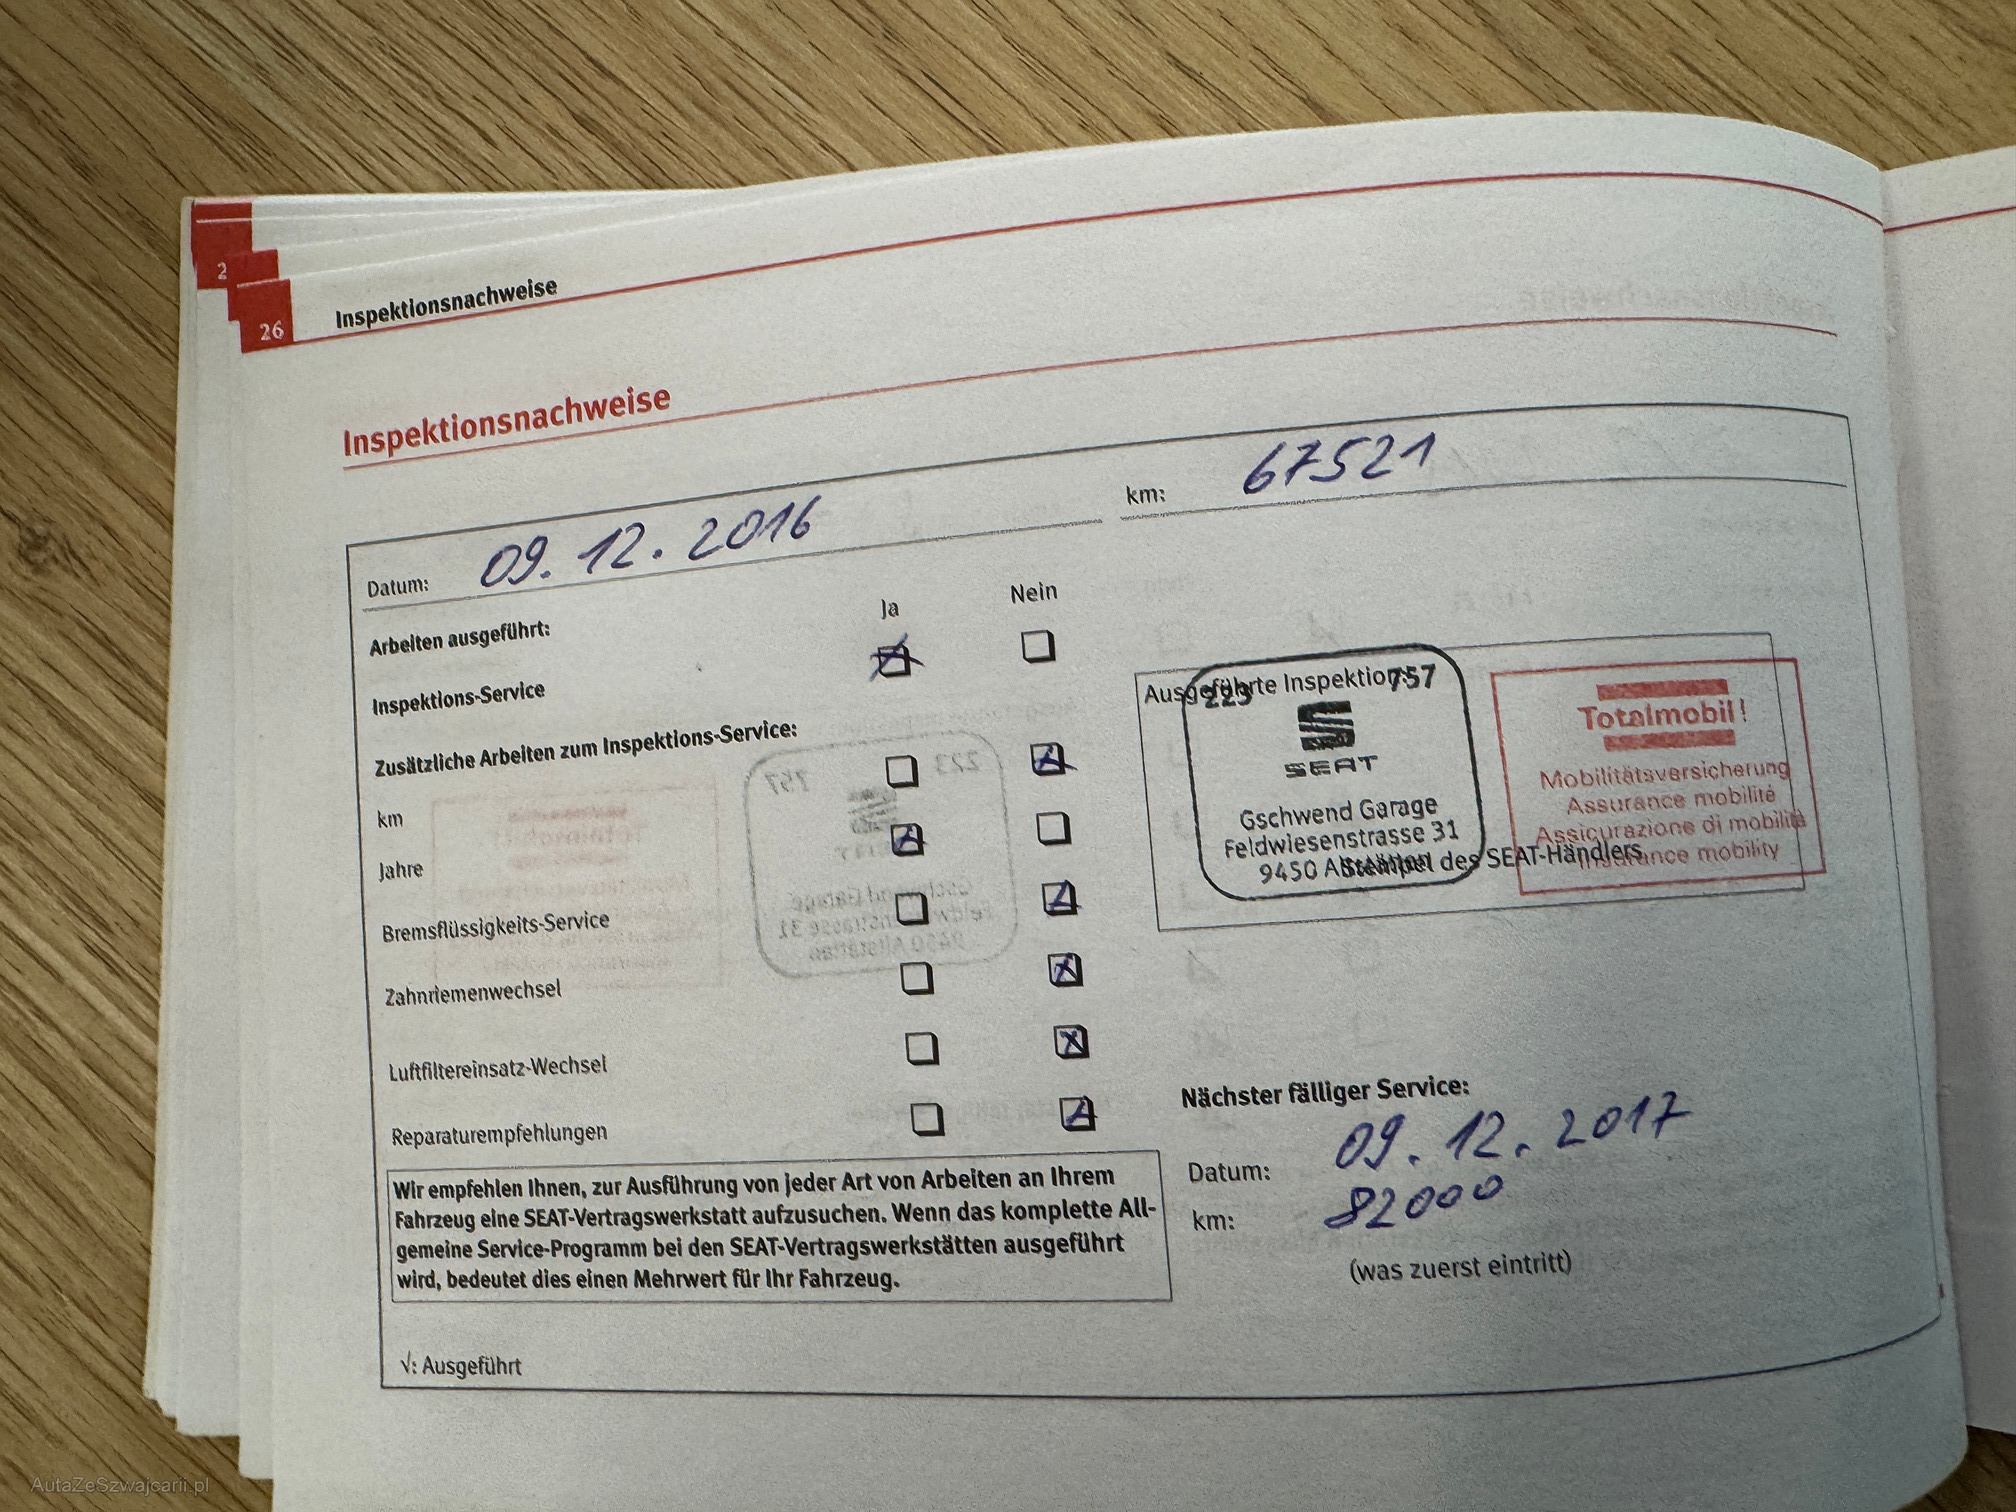 2
26
Inspektionsnachweise
Inspektionsnachweise
Datum: 09.12.2016
km: 67521
Ja Nein
Arbeiten ausgeführt:
Inspektions-Service
Zusätzliche Arbeiten zum Inspektions-Service:
km
Jahre
Bremsflüssigkeits-Service
Zahnriemenwechsel
Luftfiltereinsatz-Wechsel
Reparaturempfehlungen
Ausgeführte Inspektion:
223 757
SEAT
Gschwend Garage
Feldwiesenstrasse 31
9450 Altstätten
Stempel des SEAT-Händlers
Totalmobil!
Mobilitätsversicherung
Assurance mobilité
Assicurazione di mobilità
Insurance mobility
Nächster fälliger Service:
Datum: 09.12.2017
km: 82000
(was zuerst eintritt)
Wir empfehlen Ihnen, zur Ausführung von jeder Art von Arbeiten an Ihrem
Fahrzeug eine SEAT-Vertragswerkstatt aufzusuchen. Wenn das komplette All-
gemeine Service-Programm bei den SEAT-Vertragswerkstätten ausgeführt
wird, bedeutet dies einen Mehrwert für Ihr Fahrzeug.
√: Ausgeführt
AutaZeSzwajcarii.pl